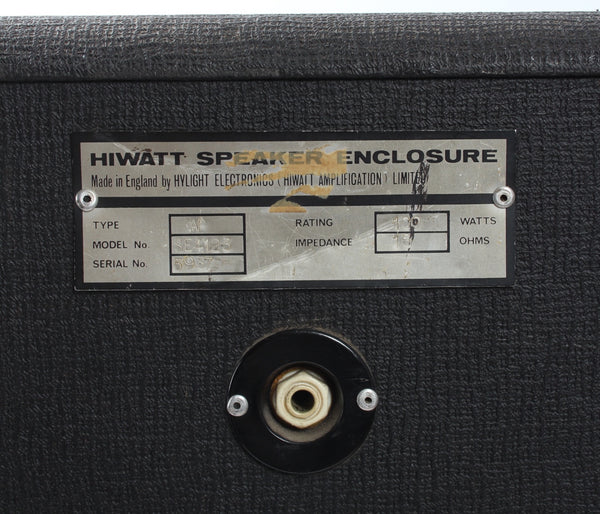 HIWATT SPEAKER ENCLOSURE
Made in England by HYLIGHT ELECTRONICS (HIWATT AMPLIFICATION) LIMITED
TYPE RATING WATTS
MODEL No. IMPEDANCE OHMS
SERIAL No.